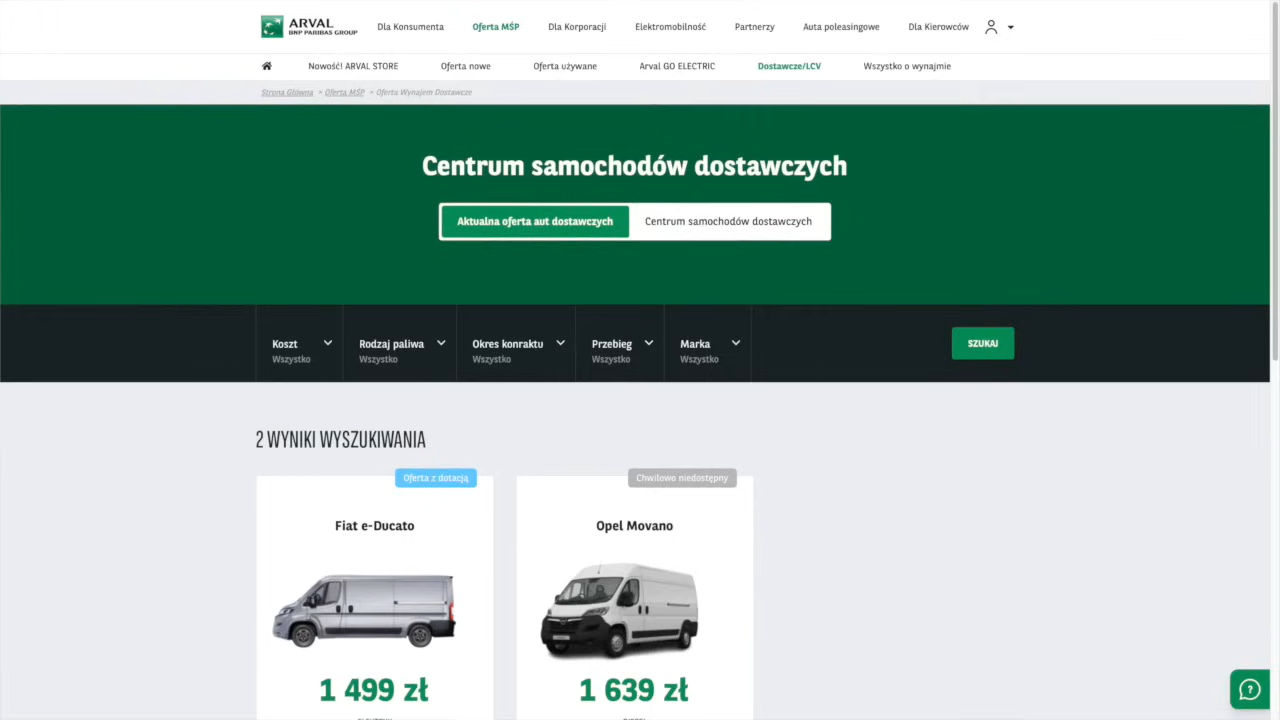 ARVAL
BNP PARIBAS GROUP
Dla Konsumenta
Oferta MŚP
Dla Korporacji
Elektromobilność
Partnerzy
Auta poleasingowe
Dla Kierowców
Nowość! ARVAL STORE
Oferta nowe
Oferta używane
Arval GO ELECTRIC
Dostawcze/LCV
Wszystko o wynajmie
Strona Główna > Oferta MŚP > Oferta Wynajem Dostawcze
Centrum samochodów dostawczych
Aktualna oferta aut dostawczych
Centrum samochodów dostawczych
Koszt
Wszystko
Rodzaj paliwa
Wszystko
Okres konraktu
Wszystko
Przebieg
Wszystko
Marka
Wszystko
SZUKAJ
2 WYNIKI WYSZUKIWANIA
Oferta z dotacją
Fiat e-Ducato
1 499 zł
Chwilowo niedostępny
Opel Movano
1 639 zł